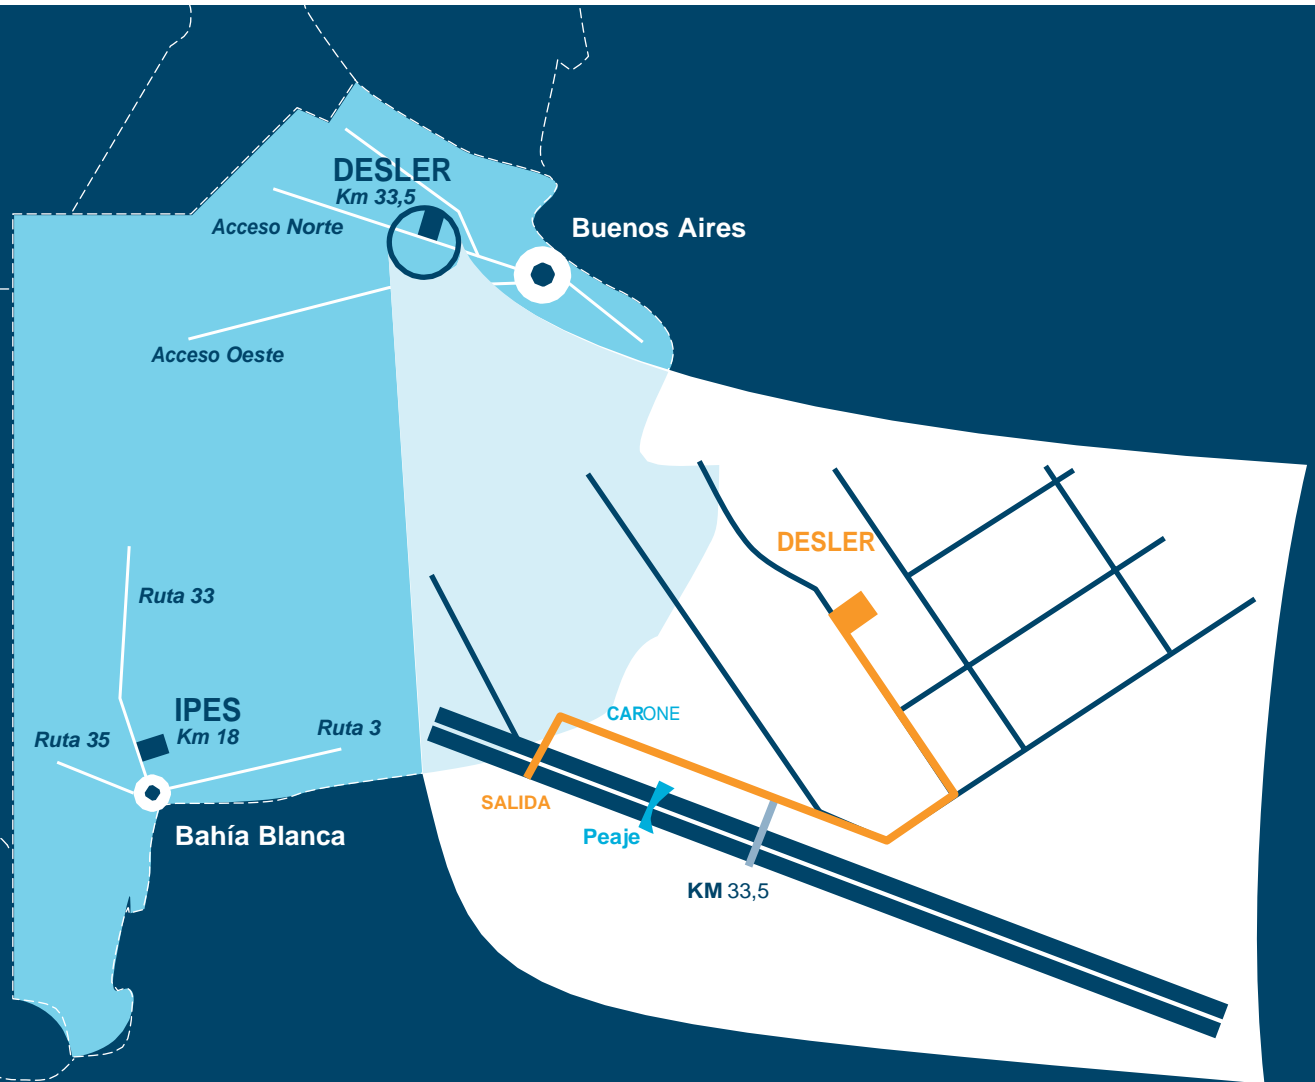 DESLER
Km 33,5
Acceso Norte
Buenos Aires
Acceso Oeste
DESLER
Ruta 33
IPES
Km 18
Ruta 3
Ruta 35
CARONE
SALIDA
Peaje
Bahía Blanca
KM 33,5